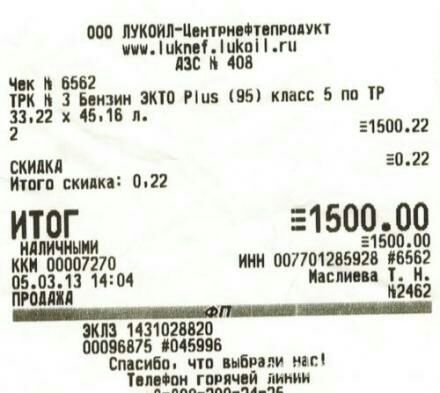 ООО ЛУКОЙЛ-Центрнефтепродукт
www.luknef.lukoil.ru
АЗС № 408
Чек № 6562
ТРК № 3 Бензин ЭКТО Plus (95) класс 5 по ТР
33,22 x 45,16 л.
2 ≡1500.22
СКИДКА ≡0.22
Итого скидка: 0,22
ИТОГ ≡1500.00
НАЛИЧНЫМИ ≡1500.00
ККМ 00007270 ИНН 007701285928 #6562
05.03.13 14:04 Маслиева Т. Н.
ПРОДАЖА №2462
ФП
ЭКЛЗ 1431028820
00096875 #045996
Спасибо, что выбрали нас!
Телефон горячей линии